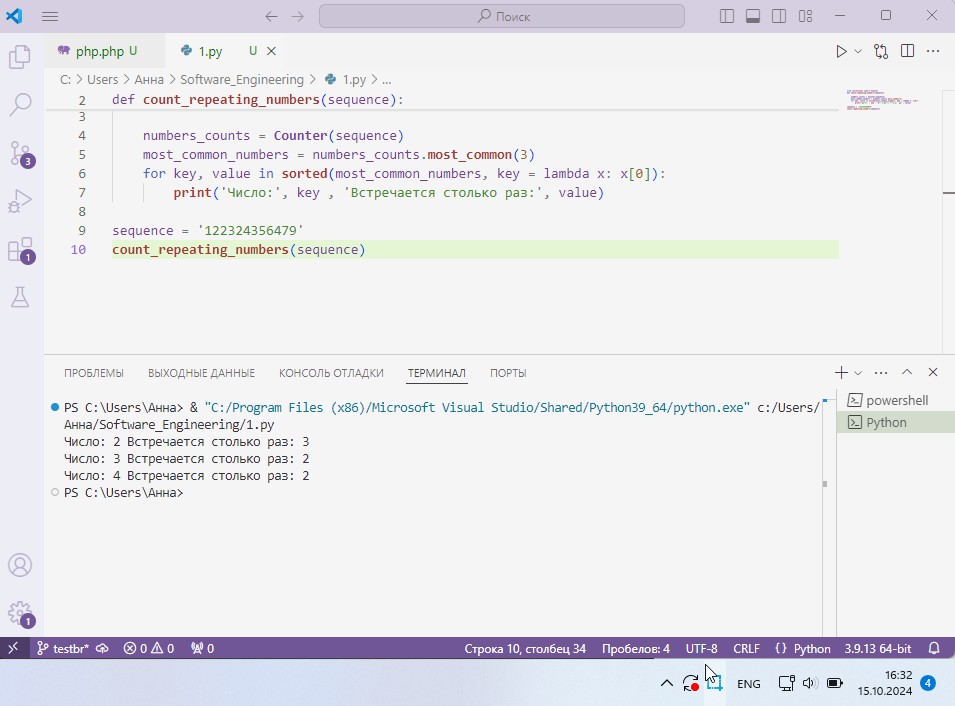 Поиск
php.php U
1.py U
C: > Users > Анна > Software_Engineering > 1.py > ...
2 def count_repeating_numbers(sequence):
3
4 numbers_counts = Counter(sequence)
5 most_common_numbers = numbers_counts.most_common(3)
6 for key, value in sorted(most_common_numbers, key = lambda x: x[0]):
7 print('Число:', key , 'Встречается столько раз:', value)
8
9 sequence = '122324356479'
10 count_repeating_numbers(sequence)
3
1
1
ПРОБЛЕМЫ ВЫХОДНЫЕ ДАННЫЕ КОНСОЛЬ ОТЛАДКИ ТЕРМИНАЛ ПОРТЫ
PS C:\Users\Анна> & "C:/Program Files (x86)/Microsoft Visual Studio/Shared/Python39_64/python.exe" c:/Users/
Анна/Software_Engineering/1.py
Число: 2 Встречается столько раз: 3
Число: 3 Встречается столько раз: 2
Число: 4 Встречается столько раз: 2
PS C:\Users\Анна>
powershell
Python
testbr* 0 0 0 Строка 10, столбец 34 Пробелов: 4 UTF-8 CRLF {} Python 3.9.13 64-bit
ENG
16:32
15.10.2024
4